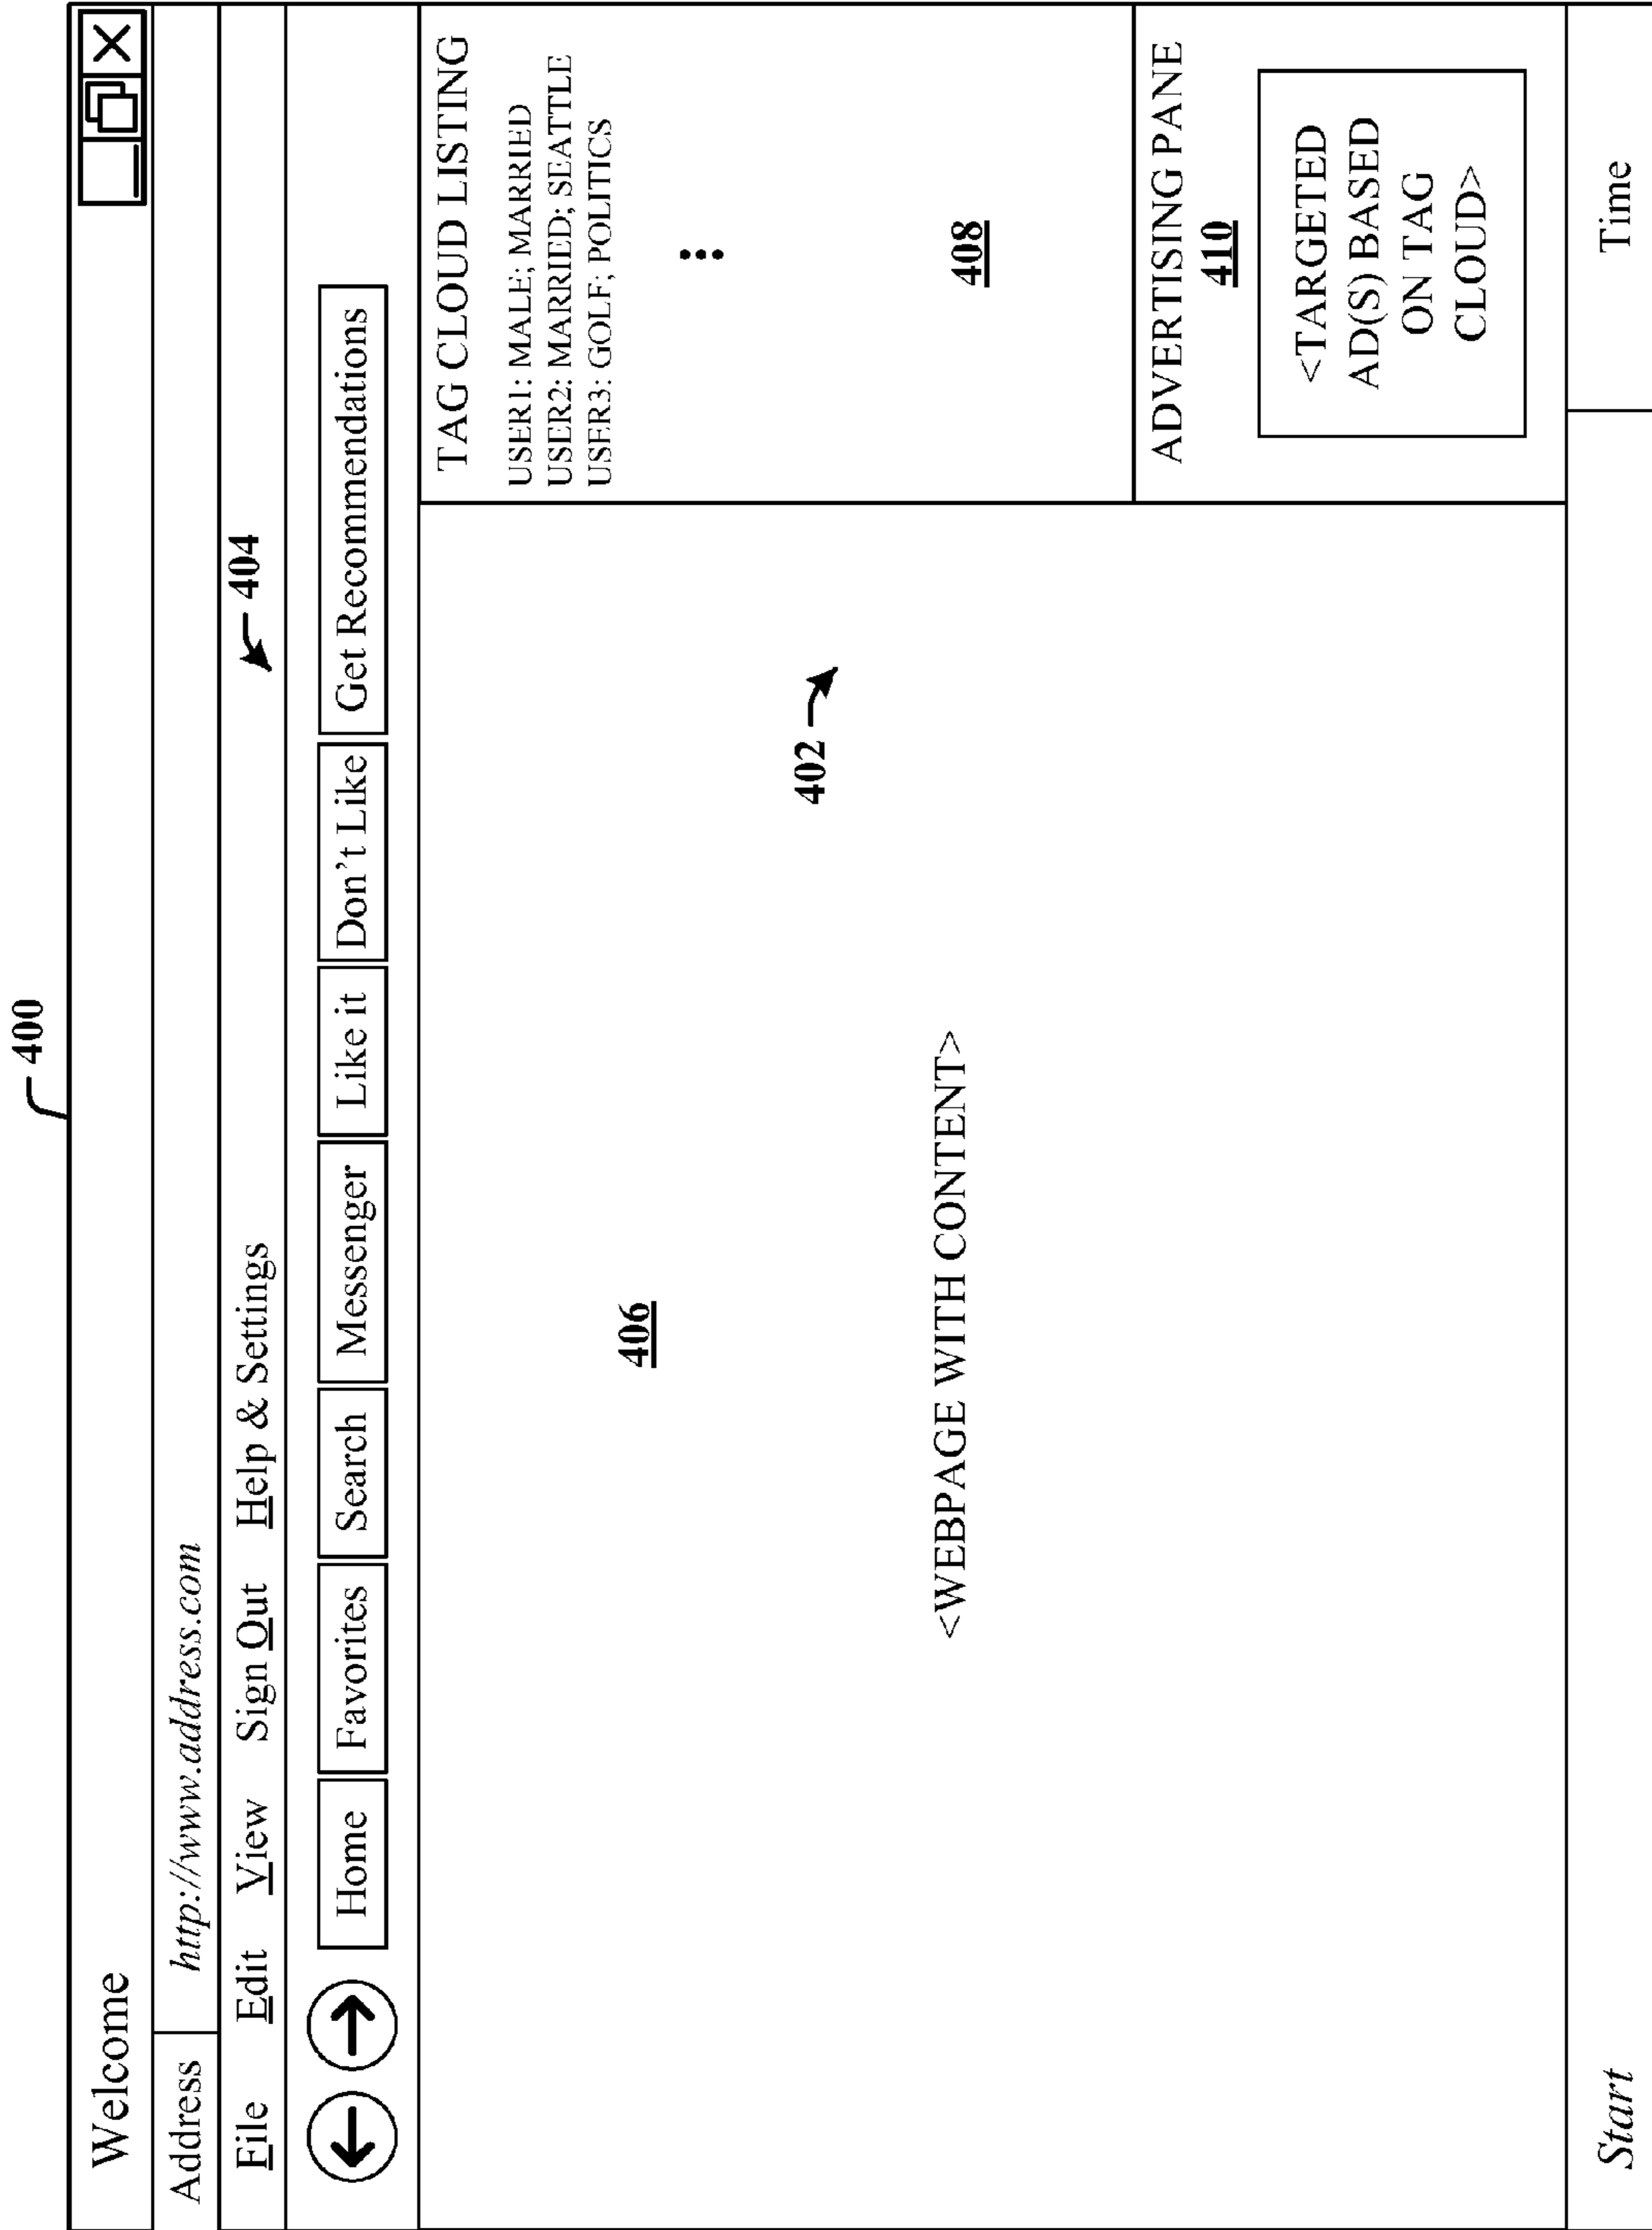 400
Welcome
Address http://www.address.com
File Edit View Sign Out Help & Settings
404
Home Favorites Search Messenger Like it Don't Like Get Recommendations
TAG CLOUD LISTING
USER1: MALE; MARRIED
USER2: MARRIED; SEATTLE
USER3: GOLF; POLITICS
408
406
402
<WEBPAGE WITH CONTENT>
ADVERTISING PANE
410
<TARGETED
AD(S) BASED
ON TAG
CLOUD>
Start Time